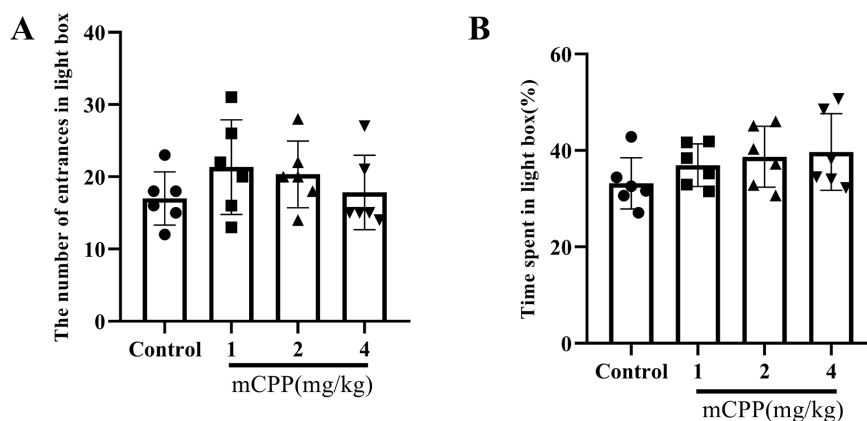 A
The number of entrances in light box
40
30
20
10
0
Control 1 2 4
mCPP(mg/kg)
B
Time spent in light box(%)
60
40
20
0
Control 1 2 4
mCPP(mg/kg)